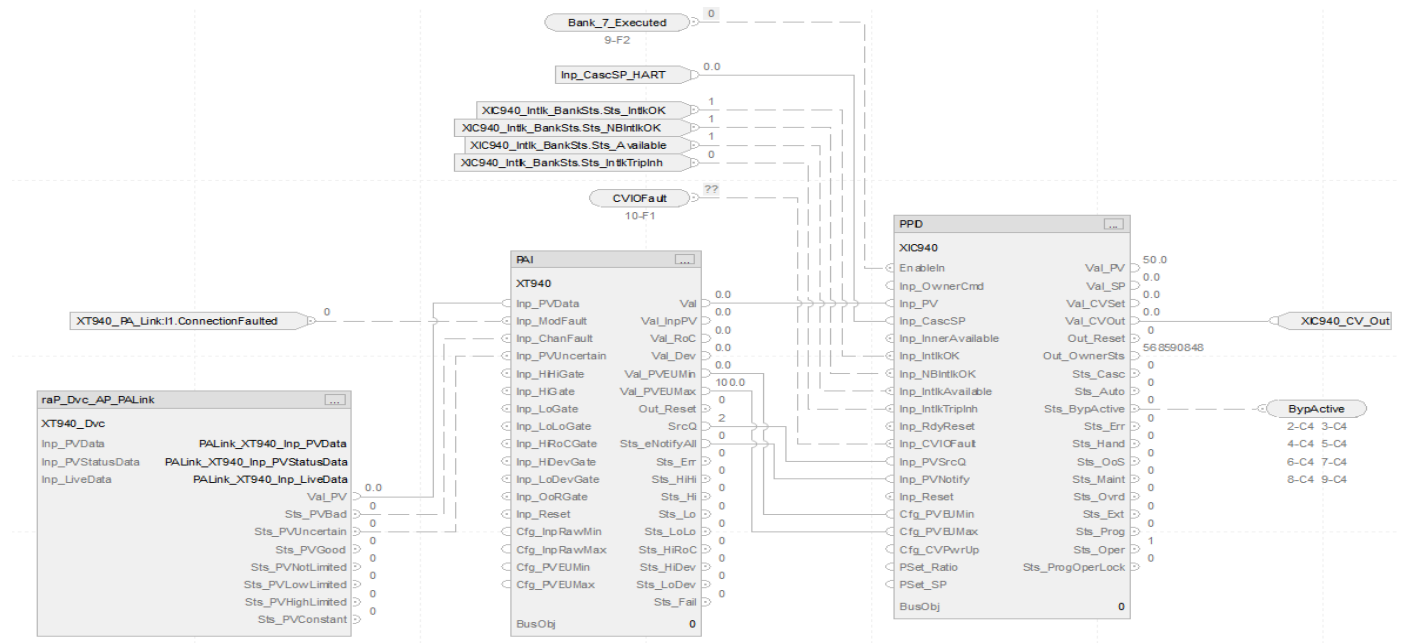 Bank_7_Executed
0
9-F2
Inp_CascSP_HART
0.0
XIC940_Intlk_BankSts.Sts_IntlkOK
1
XIC940_Intlk_BankSts.Sts_NBIntlkOK
1
XIC940_Intlk_BankSts.Sts_Available
1
XIC940_Intlk_BankSts.Sts_IntlkTripInh
0
CVIOFault
??
10-F1
XT940_PA_Link:I1.ConnectionFaulted
0
raP_Dvc_AP_PALink
...
XT940_Dvc
Inp_PVData PALink_XT940_Inp_PVData
Inp_PVStatusData PALink_XT940_Inp_PVStatusData
Inp_LiveData PALink_XT940_Inp_LiveData
Val_PV 0.0
Sts_PVBad 0
Sts_PVUncertain 0
Sts_PVGood 0
Sts_PVNotLimited 0
Sts_PVLowLimited 0
Sts_PVHighLimited 0
Sts_PVConstant 0
PAI
...
XT940
Inp_PVData Val 0.0
Inp_ModFault Val_InpPV 0.0
Inp_ChanFault Val_RoC 0.0
Inp_PVUncertain Val_Dev 0.0
Inp_HiHiGate Val_PVEUMin 0.0
Inp_HiGate Val_PVEUMax 100.0
Inp_LoGate Out_Reset 0
Inp_LoLoGate SrcQ 0
Inp_HiRoCGate Sts_eNotifyAll 2
Inp_HiDevGate Sts_Err 0
Inp_LoDevGate Sts_HiHi 0
Inp_OoRGate Sts_Hi 0
Inp_Reset Sts_Lo 0
Cfg_InpRawMin Sts_LoLo 0
Cfg_InpRawMax Sts_HiRoC 0
Cfg_PVEUMin Sts_HiDev 0
Cfg_PVEUMax Sts_LoDev 0
Sts_Fail 0
BusObj 0
PPID
...
XIC940
EnableIn Val_PV 50.0
Inp_OwnerCmd Val_SP 0.0
Inp_PV Val_CVSet 0.0
Inp_CascSP Val_CVOut 0.0
Inp_InnerAvailable Out_Reset 0
Inp_IntlkOK Out_OwnerSts 568590848
Inp_NBIntlkOK Sts_Casc 0
Inp_IntlkAvailable Sts_Auto 0
Inp_IntlkTripInh Sts_BypActive 0
Inp_RdyReset Sts_Err 0
Inp_CVIOFault Sts_Hand 0
Inp_PVSrcQ Sts_OoS 0
Inp_PVNotify Sts_Maint 0
Inp_Reset Sts_Ovrd 0
Cfg_PVEUMin Sts_Ext 0
Cfg_PVEUMax Sts_Prog 0
Cfg_CVPwrUp Sts_Oper 1
PSet_Ratio Sts_ProgOperLock 0
PSet_SP
BusObj 0
XIC940_CV_Out
BypActive
2-C4 3-C4
4-C4 5-C4
6-C4 7-C4
8-C4 9-C4